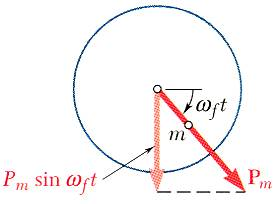 ω_f t
m
P_m sin ω_f t
P_m